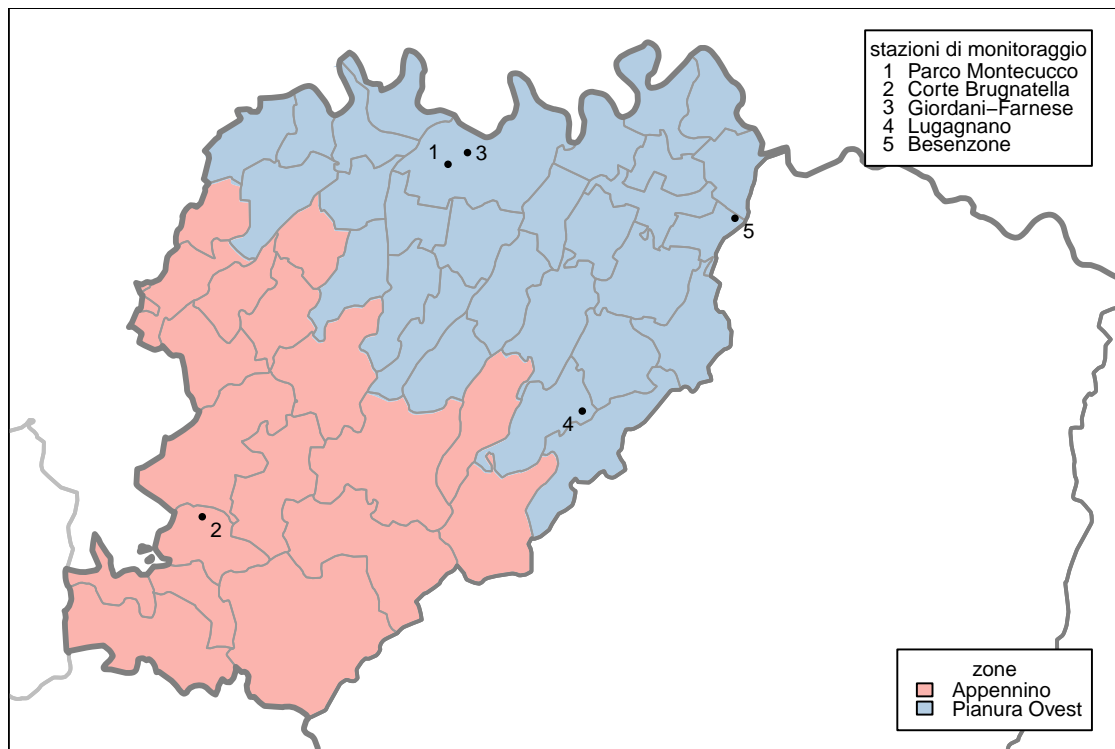 stazioni di monitoraggio
1 Parco Montecucco
2 Corte Brugnatella
3 Giordani−Farnese
4 Lugagnano
5 Besenzone
1
3
5
4
2
zone
Appennino
Pianura Ovest